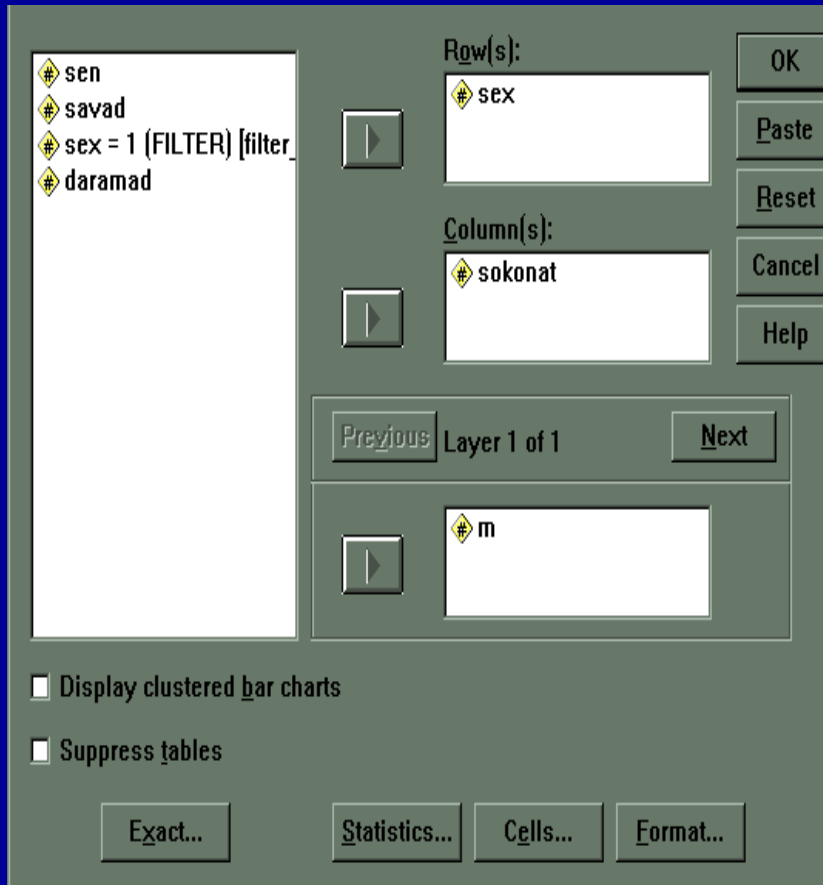 sen
savad
sex = 1 (FILTER) [filter_
daramad
Row(s):
sex
Column(s):
sokonat
OK
Paste
Reset
Cancel
Help
Previous
Layer 1 of 1
Next
m
Display clustered bar charts
Suppress tables
Exact...
Statistics...
Cells...
Format...